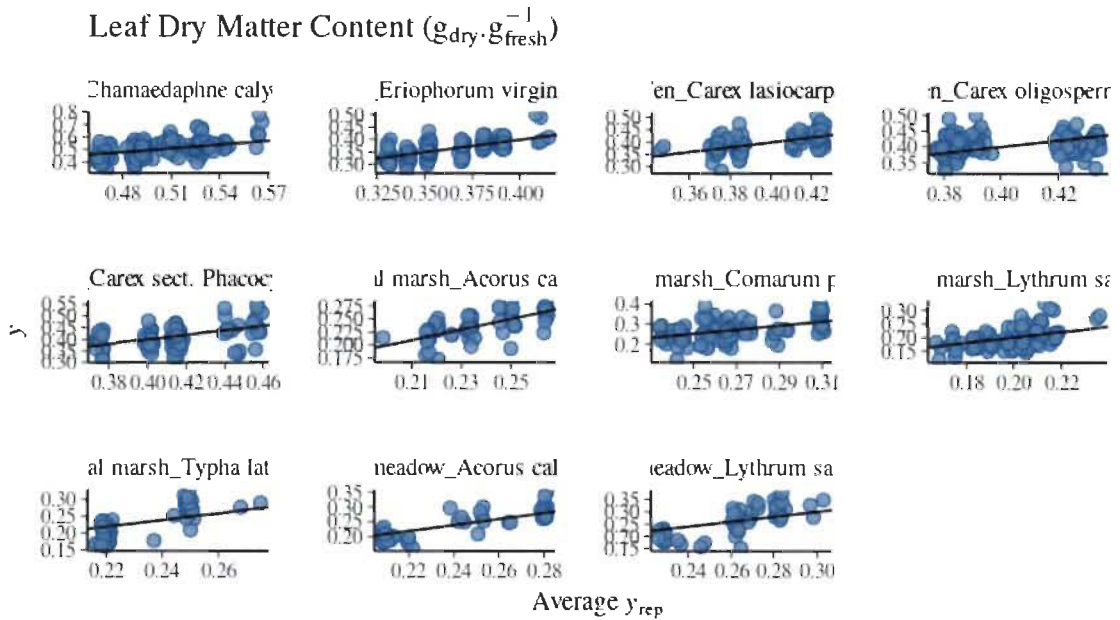 Leaf Dry Matter Content (g_dry.g_fresh^−1)
Chamaedaphne caly
_Eriophorum virgin
en_Carex lasiocarp
n_Carex oligosperm
0.8
0.6
0.5
0.4
0.50
0.45
0.40
0.35
0.30
0.50
0.45
0.40
0.35
0.30
0.50
0.45
0.40
0.35
0.48 0.51 0.54 0.57
0.325 0.350 0.375 0.400
0.36 0.38 0.40 0.42
0.38 0.40 0.42
Carex sect. Phacocy
al marsh_Acorus ca
marsh_Comarum p
marsh_Lythrum sa
y
0.55
0.50
0.45
0.40
0.35
0.30
0.275
0.250
0.225
0.200
0.175
0.4
0.3
0.2
0.30
0.25
0.20
0.15
0.38 0.40 0.42 0.44 0.46
0.21 0.23 0.25
0.25 0.27 0.29 0.31
0.18 0.20 0.22
al marsh_Typha lat
meadow_Acorus cal
neadow_Lythrum sa
0.30
0.25
0.20
0.15
0.35
0.30
0.25
0.20
0.35
0.30
0.25
0.20
0.15
0.22 0.24 0.26
0.22 0.24 0.26 0.28
0.24 0.26 0.28 0.30
Average y_rep